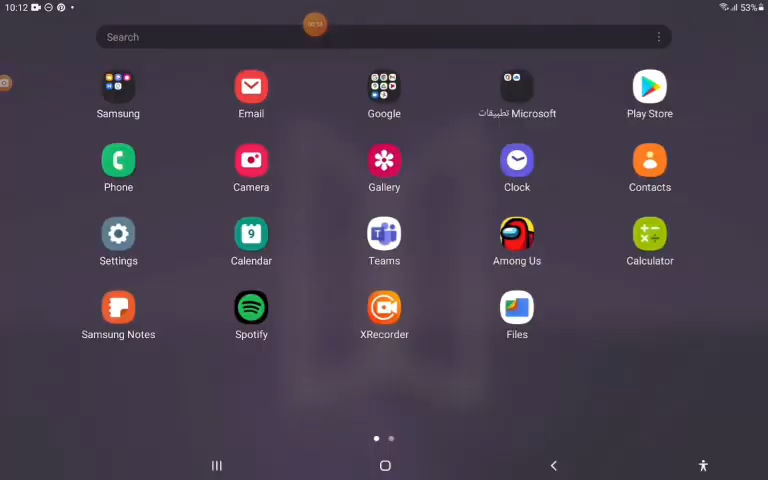 10:12
53%
Search
Samsung
Email
Google
تطبيقات Microsoft
Play Store
Phone
Camera
Gallery
Clock
Contacts
Settings
9
Calendar
T
Teams
Among Us
Calculator
Samsung Notes
Spotify
XRecorder
Files